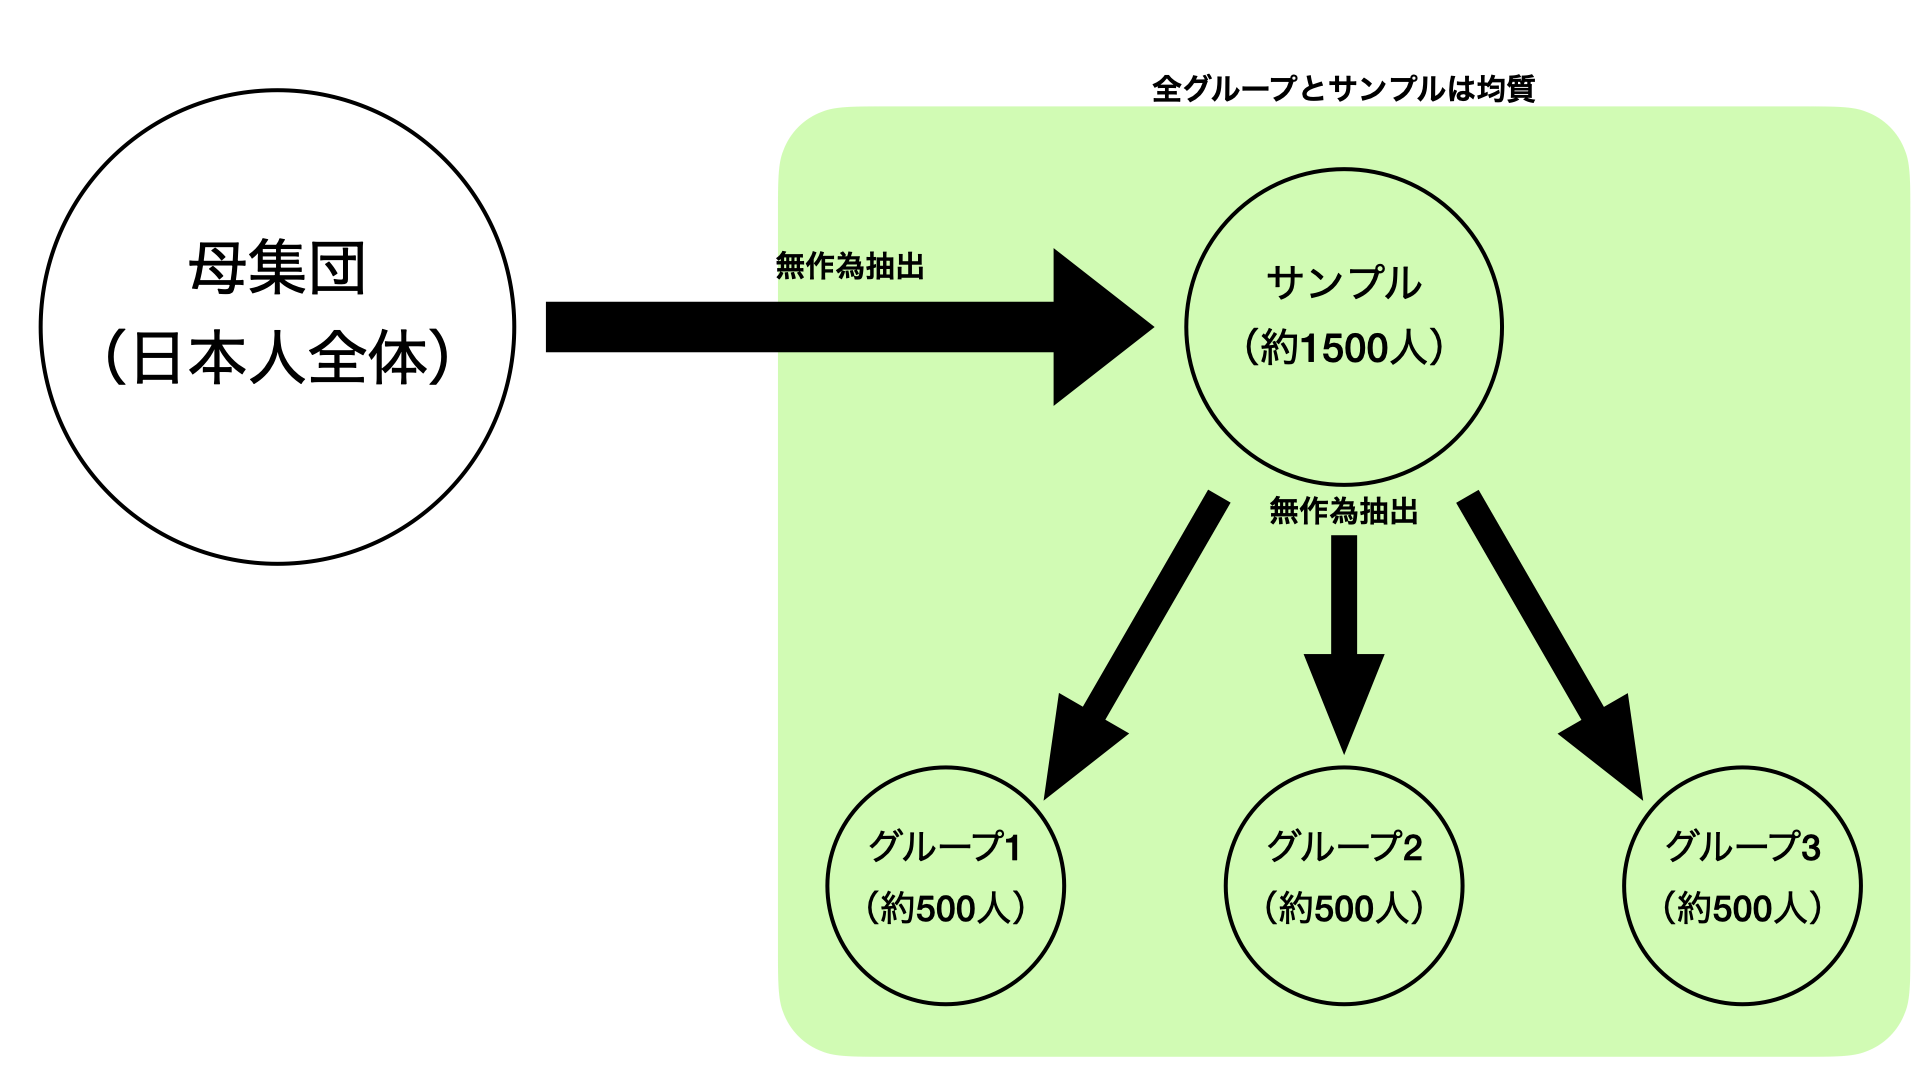 全グループとサンプルは均質
母集団
（日本人全体）
無作為抽出
サンプル
（約1500人）
無作為抽出
グループ1
（約500人）
グループ2
（約500人）
グループ3
（約500人）